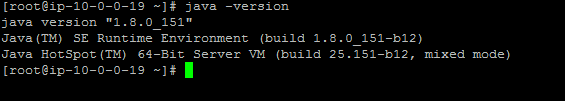 [root@ip-10-0-0-19 ~]# java -version
java version "1.8.0_151"
Java(TM) SE Runtime Environment (build 1.8.0_151-b12)
Java HotSpot(TM) 64-Bit Server VM (build 25.151-b12, mixed mode)
[root@ip-10-0-0-19 ~]#